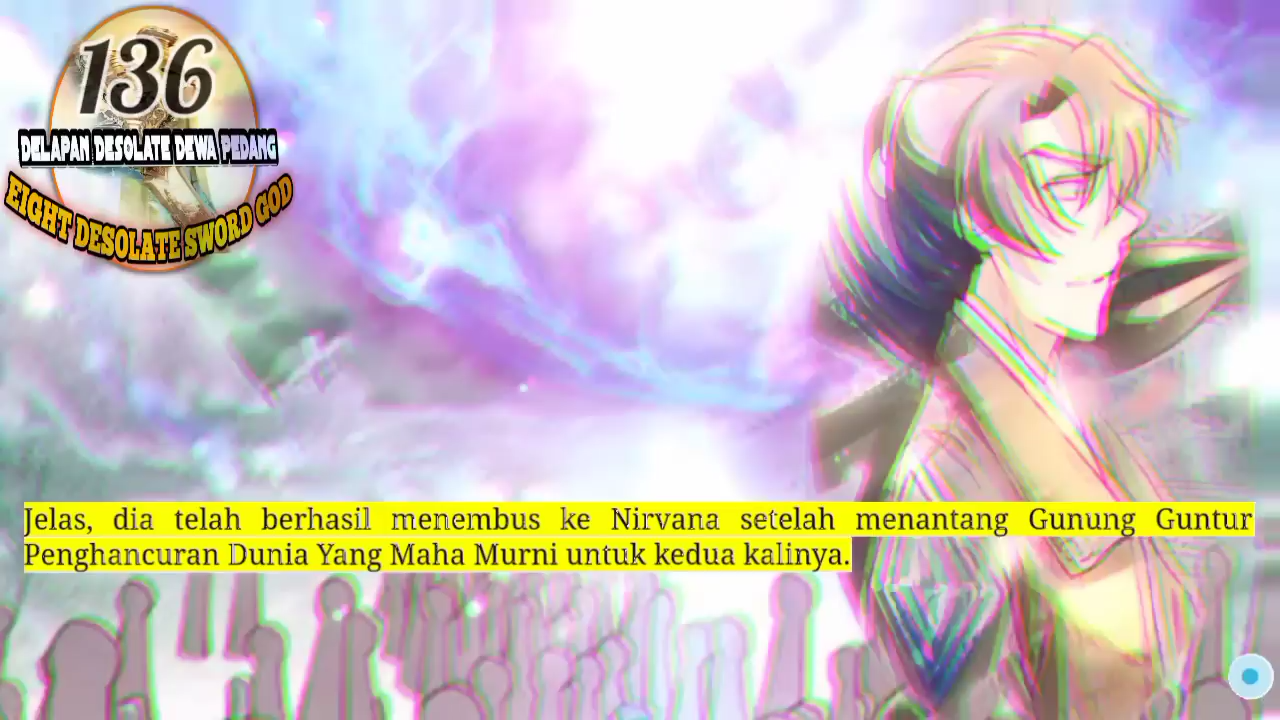 136
DELAPAN DESOLATE DEWA PEDANG
EIGHT DESOLATE SWORD GOD
Jelas, dia telah berhasil menembus ke Nirvana setelah menantang Gunung Guntur
Penghancuran Dunia Yang Maha Murni untuk kedua kalinya.